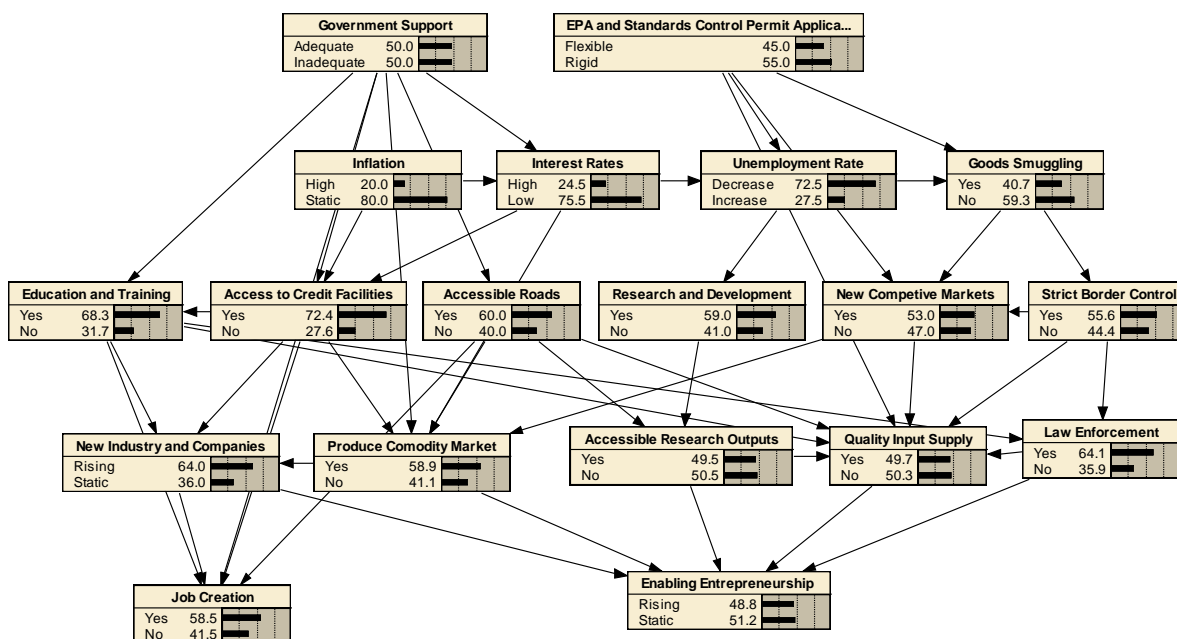 Government Support
Adequate 50.0
Inadequate 50.0
EPA and Standards Control Permit Applica...
Flexible 45.0
Rigid 55.0
Inflation
High 20.0
Static 80.0
Interest Rates
High 24.5
Low 75.5
Unemployment Rate
Decrease 72.5
Increase 27.5
Goods Smuggling
Yes 40.7
No 59.3
Education and Training
Yes 68.3
No 31.7
Access to Credit Facilities
Yes 72.4
No 27.6
Accessible Roads
Yes 60.0
No 40.0
Research and Development
Yes 59.0
No 41.0
New Competive Markets
Yes 53.0
No 47.0
Strict Border Control
Yes 55.6
No 44.4
New Industry and Companies
Rising 64.0
Static 36.0
Produce Comodity Market
Yes 58.9
No 41.1
Accessible Research Outputs
Yes 49.5
No 50.5
Quality Input Supply
Yes 49.7
No 50.3
Law Enforcement
Yes 64.1
No 35.9
Job Creation
Yes 58.5
No 41.5
Enabling Entrepreneurship
Rising 48.8
Static 51.2